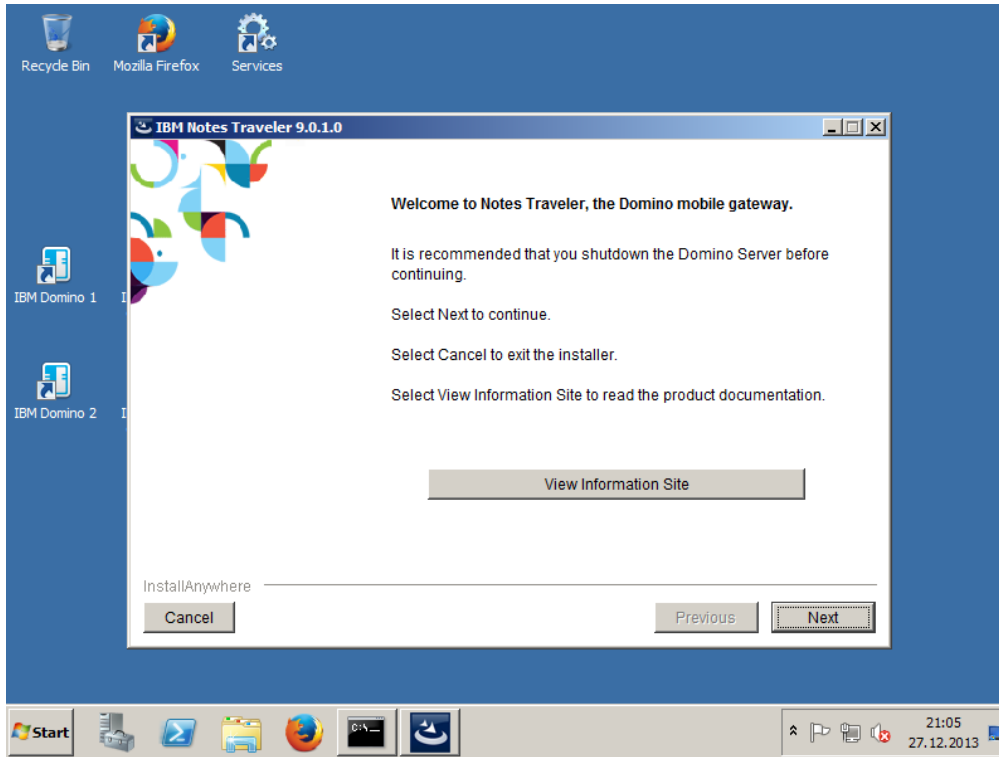 Recycle Bin
Mozilla Firefox
Services
IBM Notes Traveler 9.0.1.0
Welcome to Notes Traveler, the Domino mobile gateway.
It is recommended that you shutdown the Domino Server before
continuing.
Select Next to continue.
Select Cancel to exit the installer.
Select View Information Site to read the product documentation.
IBM Domino 1
I
IBM Domino 2
I
View Information Site
InstallAnywhere
Cancel
Previous
Next
Start
C:\_
21:05
27.12.2013